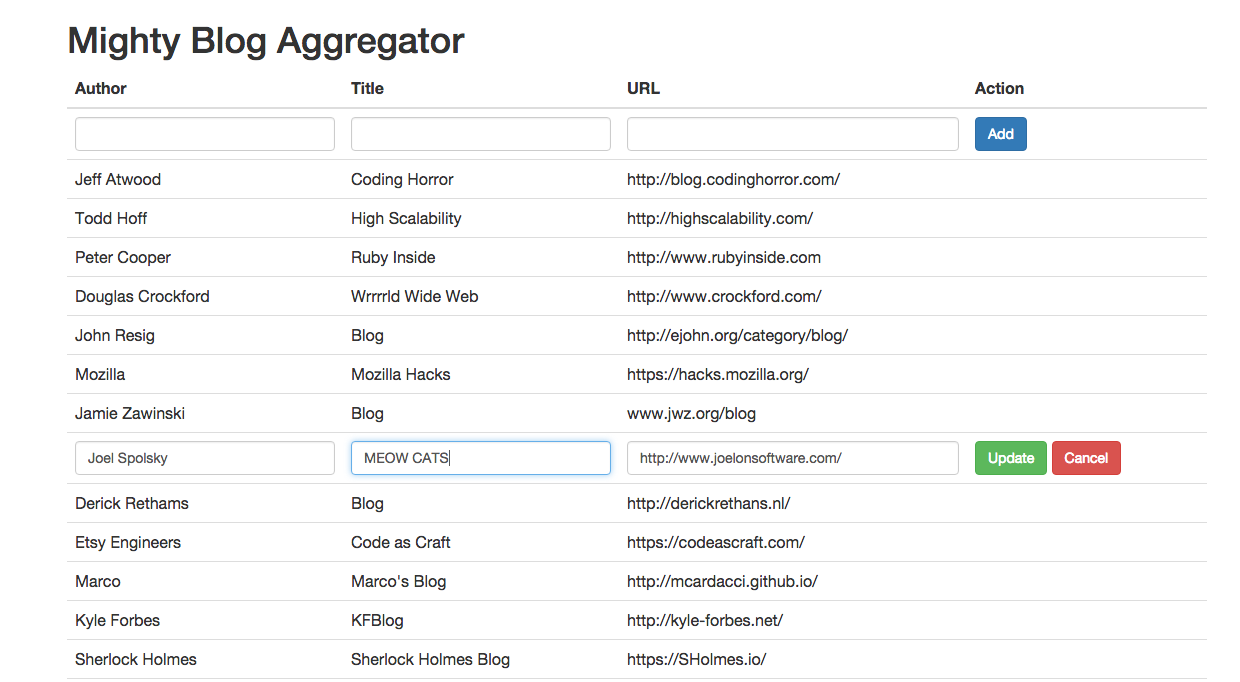 Mighty Blog Aggregator
Author Title URL Action
Add
Jeff Atwood Coding Horror http://blog.codinghorror.com/
Todd Hoff High Scalability http://highscalability.com/
Peter Cooper Ruby Inside http://www.rubyinside.com
Douglas Crockford Wrrrrld Wide Web http://www.crockford.com/
John Resig Blog http://ejohn.org/category/blog/
Mozilla Mozilla Hacks https://hacks.mozilla.org/
Jamie Zawinski Blog www.jwz.org/blog
Joel Spolsky MEOW CATS http://www.joelonsoftware.com/ Update Cancel
Derick Rethams Blog http://derickrethans.nl/
Etsy Engineers Code as Craft https://codeascraft.com/
Marco Marco's Blog http://mcardacci.github.io/
Kyle Forbes KFBlog http://kyle-forbes.net/
Sherlock Holmes Sherlock Holmes Blog https://SHolmes.io/